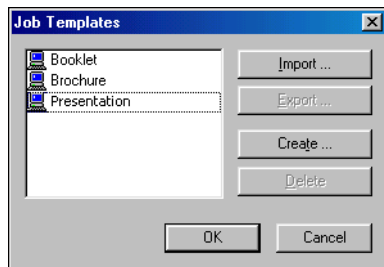 Job Templates
Booklet
Brochure
Presentation
Import ...
Export ...
Create ...
Delete
OK
Cancel